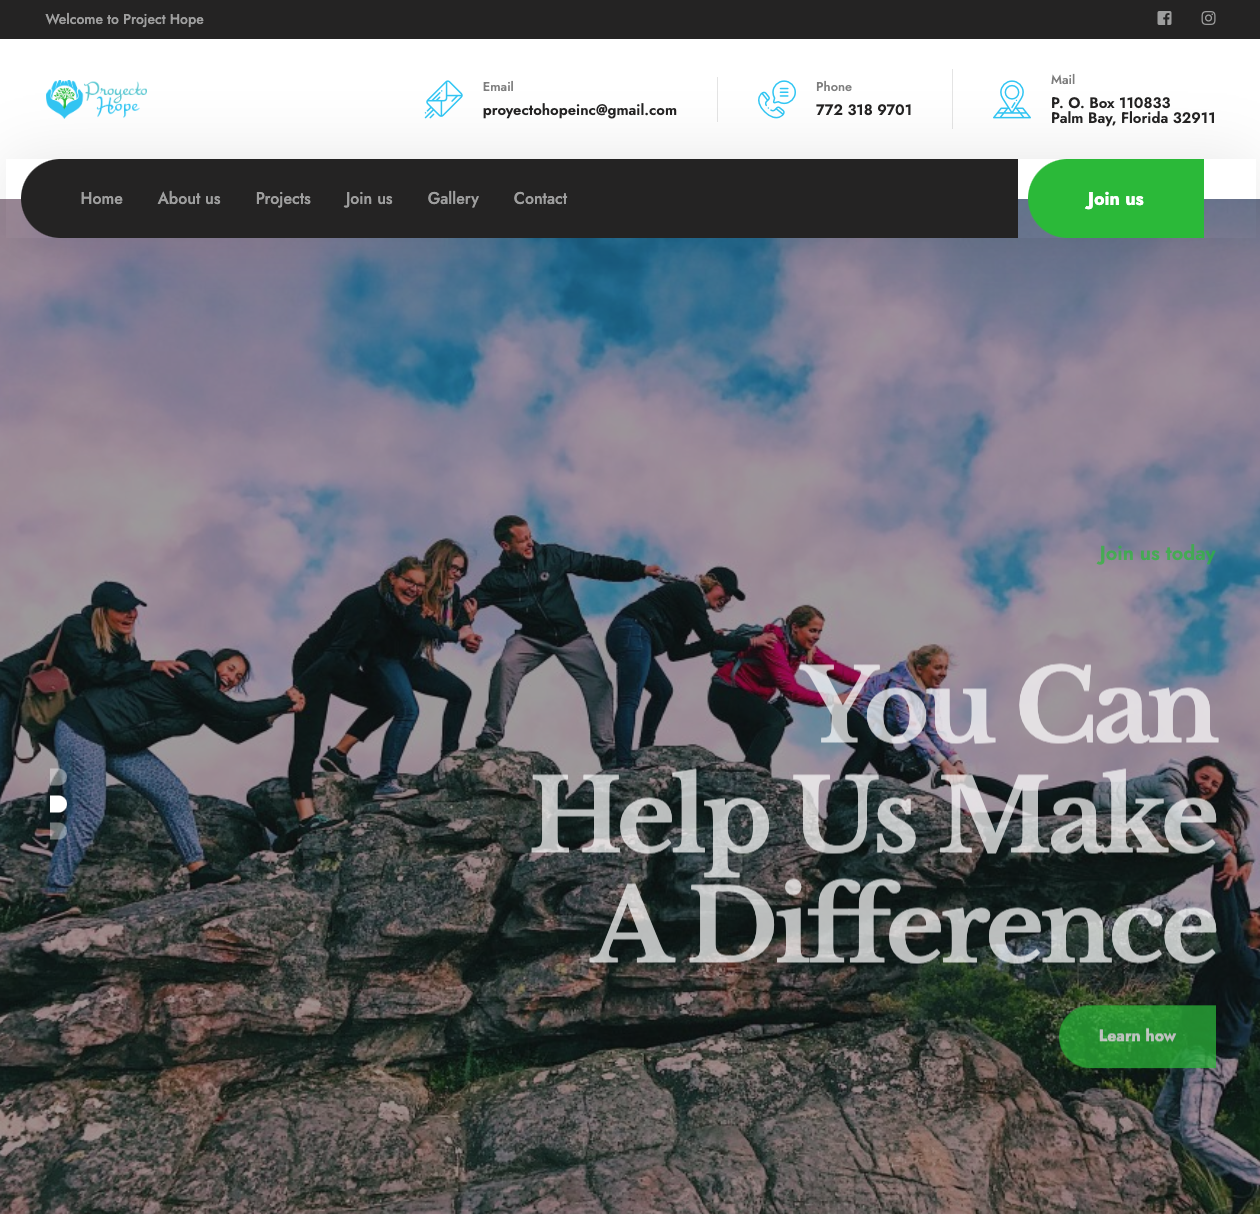 Welcome to Project Hope
Proyecto
Hope
Email
proyectohopeinc@gmail.com
Phone
772 318 9701
Mail
P. O. Box 110833
Palm Bay, Florida 32911
Home
About us
Projects
Join us
Gallery
Contact
Join us
Join us today
You Can
Help Us Make
A Difference
Learn how